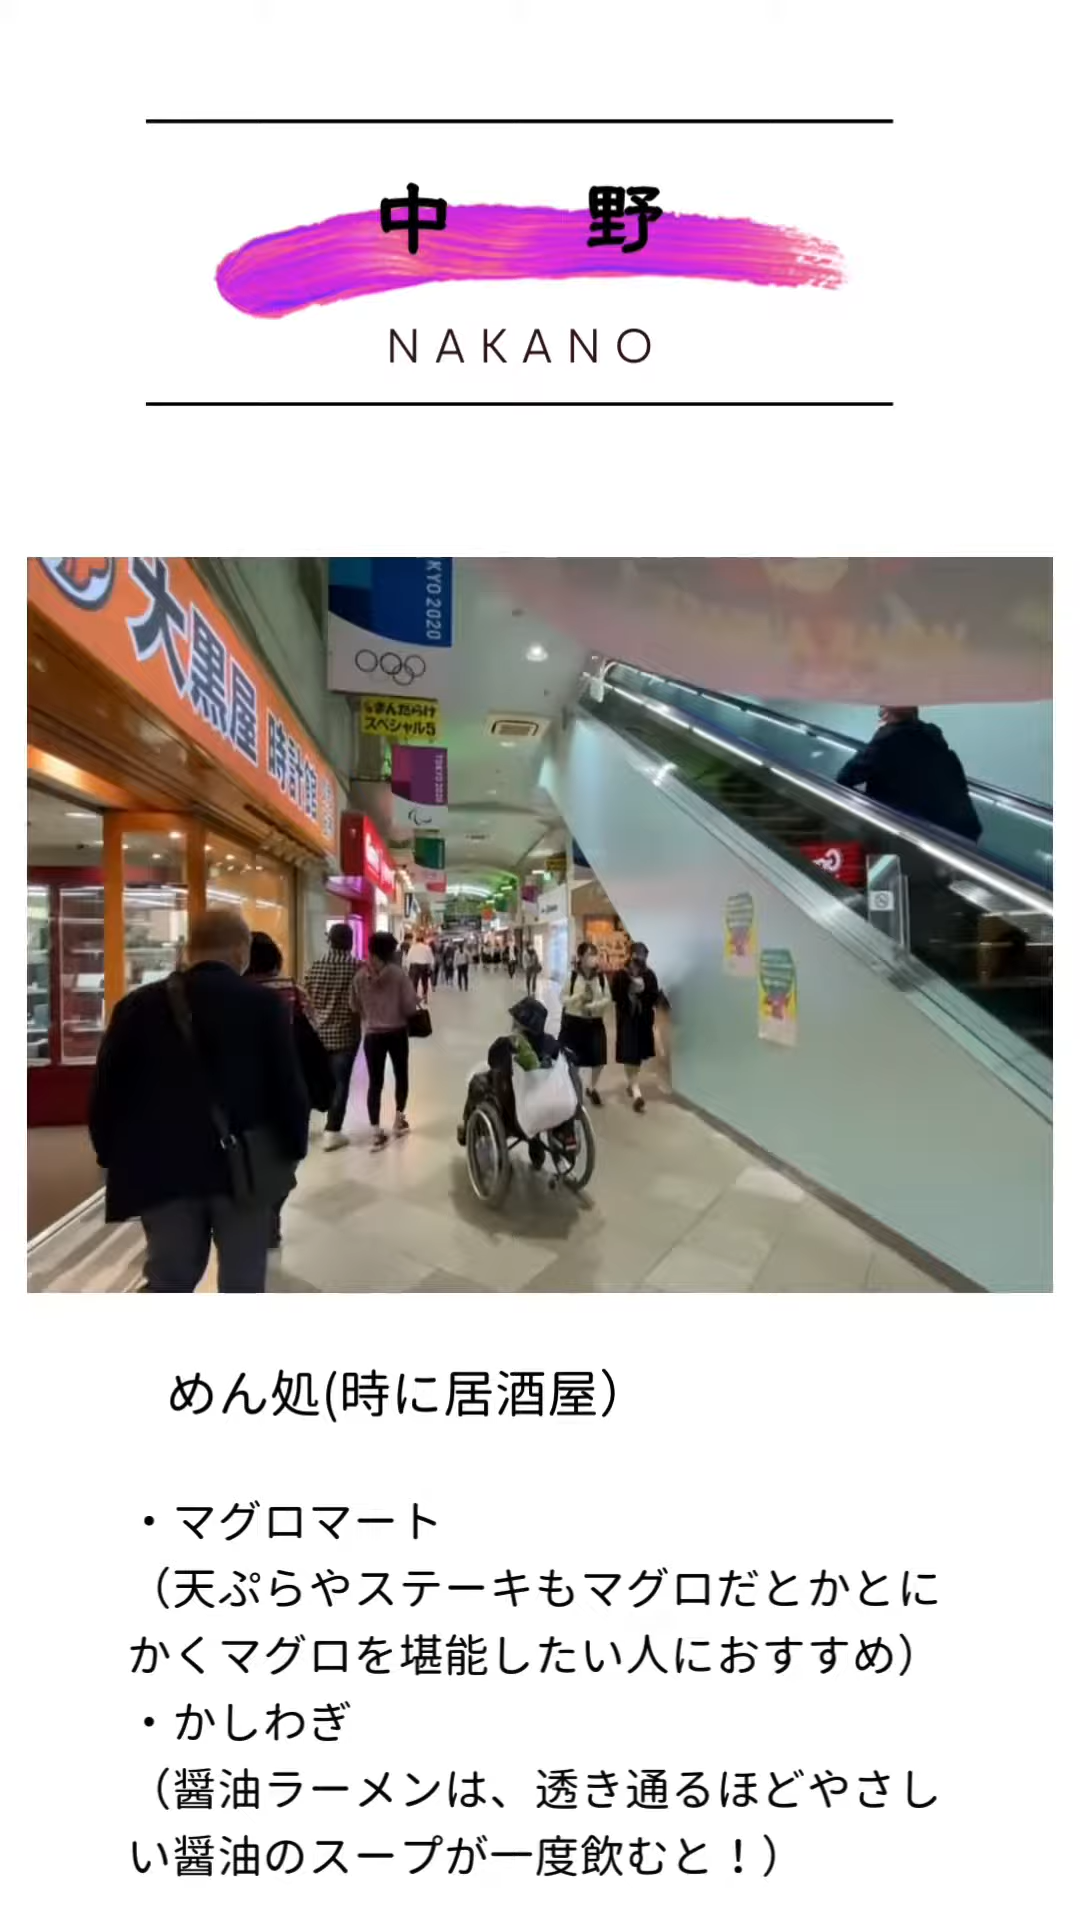 中 野
NAKANO
大黒屋 時計館
KYO 2020
まんだらけ
スペシャル5
TOKYO 2020
めん処(時に居酒屋）
・マグロマート
（天ぷらやステーキもマグロだとかとに
かくマグロを堪能したい人におすすめ）
・かしわぎ
（醤油ラーメンは、透き通るほどやさし
い醤油のスープが一度飲むと！）